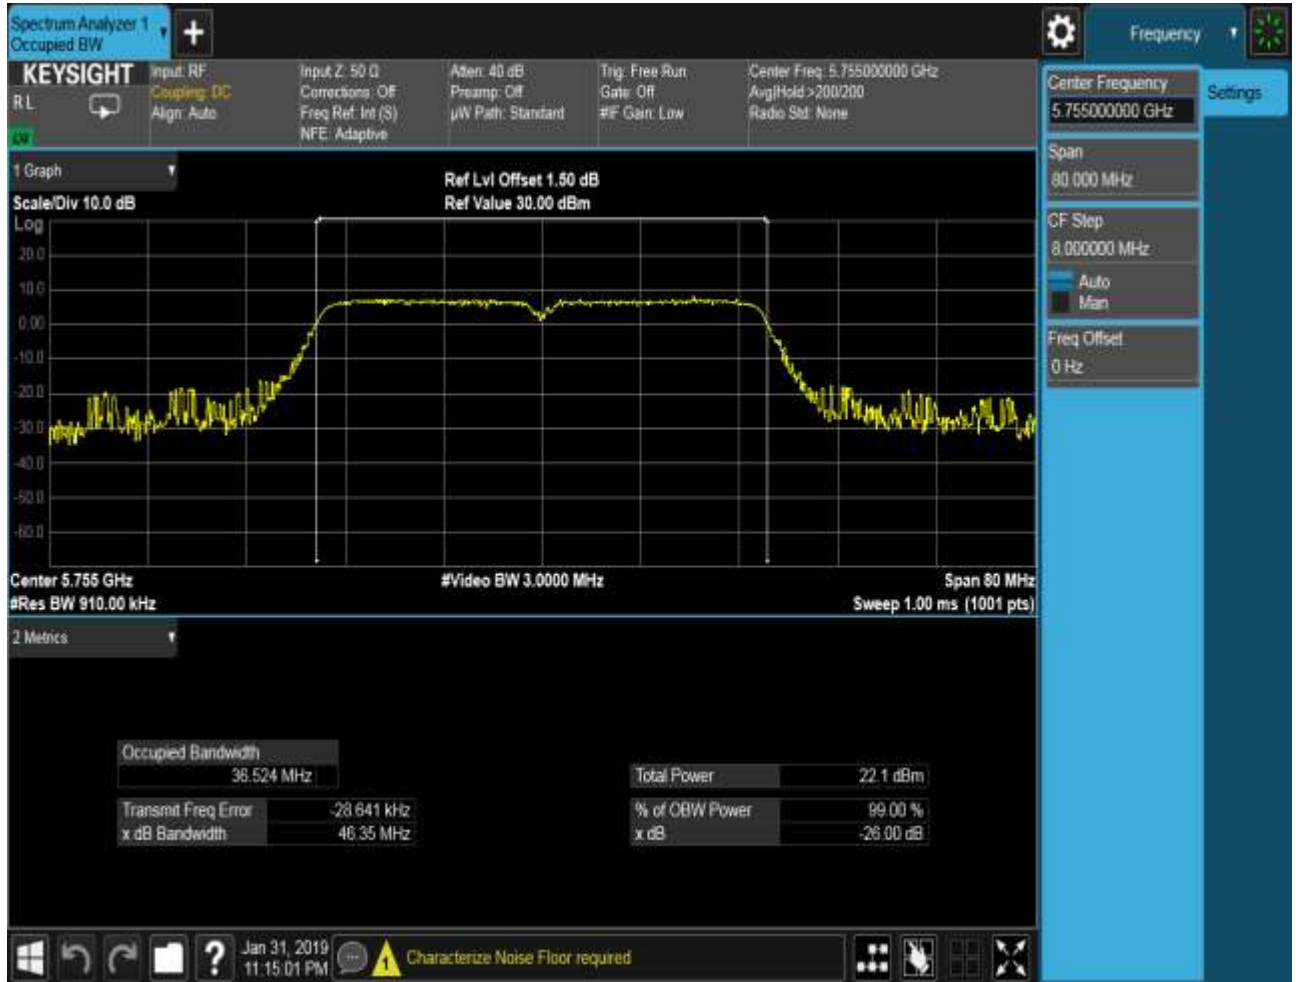 Spectrum Analyzer 1
Occupied BW
Frequency
KEYSIGHT
Input: RF
Coupling: DC
Align: Auto
Input Z: 50 Ω
Corrections: Off
Freq Ref: Int (S)
NFE: Adaptive
Atten: 40 dB
Preamp: Off
µW Path: Standard
Trig: Free Run
Gate: Off
#IF Gain: Low
Center Freq: 5.755000000 GHz
Avg|Hold:>200/200
Radio Std: None
R L
Center Frequency
5.755000000 GHz
Settings
Span
80.000 MHz
CF Step
8.000000 MHz
Auto
Man
Freq Offset
0 Hz
1 Graph
Scale/Div 10.0 dB
Ref Lvl Offset 1.50 dB
Ref Value 30.00 dBm
Log
20.0
10.0
0.00
-10.0
-20.0
-30.0
-40.0
-50.0
-60.0
Center 5.755 GHz
#Video BW 3.0000 MHz
Span 80 MHz
#Res BW 910.00 kHz
Sweep 1.00 ms (1001 pts)
2 Metrics
Occupied Bandwidth
36.524 MHz
Total Power 22.1 dBm
Transmit Freq Error -28.641 kHz
% of OBW Power 99.00 %
x dB Bandwidth 46.35 MHz
x dB -26.00 dB
Jan 31, 2019
11:15:01 PM
1
Characterize Noise Floor required